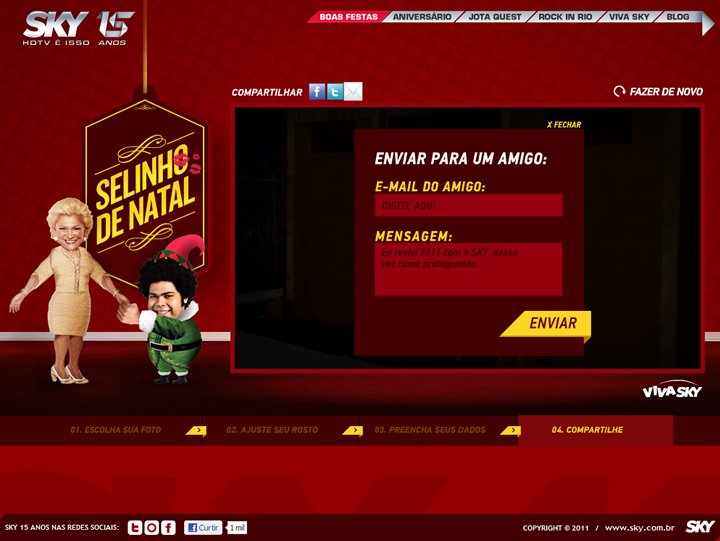 SKY 15
HDTV É ISSO ANOS
BOAS FESTAS
ANIVERSÁRIO
JOTA QUEST
ROCK IN RIO
VIVA SKY
BLOG
COMPARTILHAR
FAZER DE NOVO
SELINHO
DE NATAL
X FECHAR
ENVIAR PARA UM AMIGO:
E-MAIL DO AMIGO:
DIGITE AQUI
MENSAGEM:
Eu revivi 2011 com a SKY, dessa
vez como protagonista.
ENVIAR
VIVA SKY
01. ESCOLHA SUA FOTO
02. AJUSTE SEU ROSTO
03. PREENCHA SEUS DADOS
04. COMPARTILHE
SKY 15 ANOS NAS REDES SOCIAIS:
Curtir
1 mil
COPYRIGHT © 2011 / www.sky.com.br
SKY